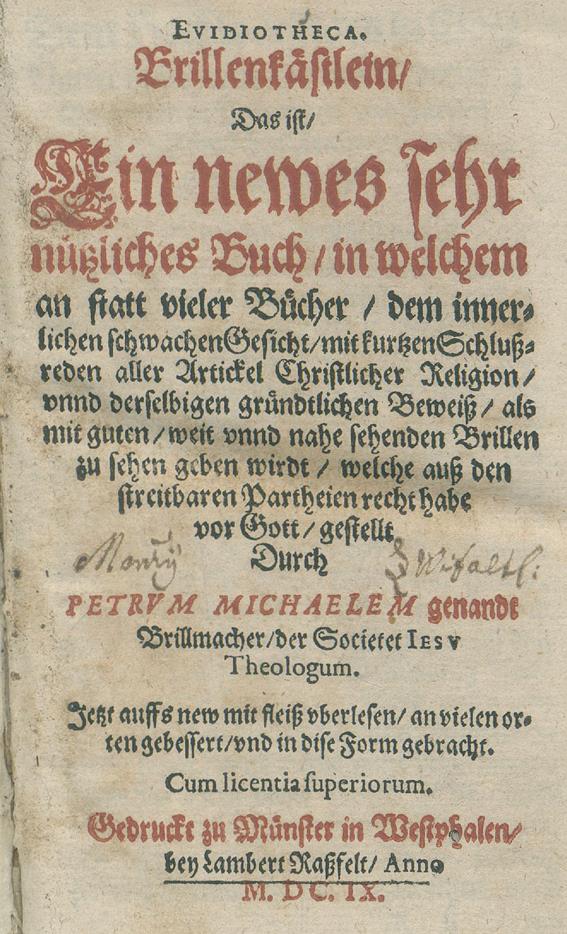 EVIDIOTHECA.
Brillenkästlein/
Das ist/
Ein newes sehr
nützliches Buch / in welchem
an statt vieler Bücher / dem inner=
lichen schwachen Gesicht/mit kurtzen Schluß=
reden aller Artickel Christlicher Religion/
vnnd derselbigen gründtlichen Beweiß / als
mit guten/weit vnnd nahe sehenden Brillen
zu sehen geben wirdt / welche auß den
streitbaren Partheien recht habe
vor Gott/ gestellt
Durch
PETRVM MICHAELEM genandt
Brillmacher/der Societet IESV
Theologum.
Jetzt auffs new mit fleiß vberlesen/ an vielen or=
ten gebessert/vnd in dise Form gebracht.
Cum licentia superiorum.
Gedruckt zu Münster in Westphalen/
bey Lambert Raßfelt/ Anno
M. DC. IX.